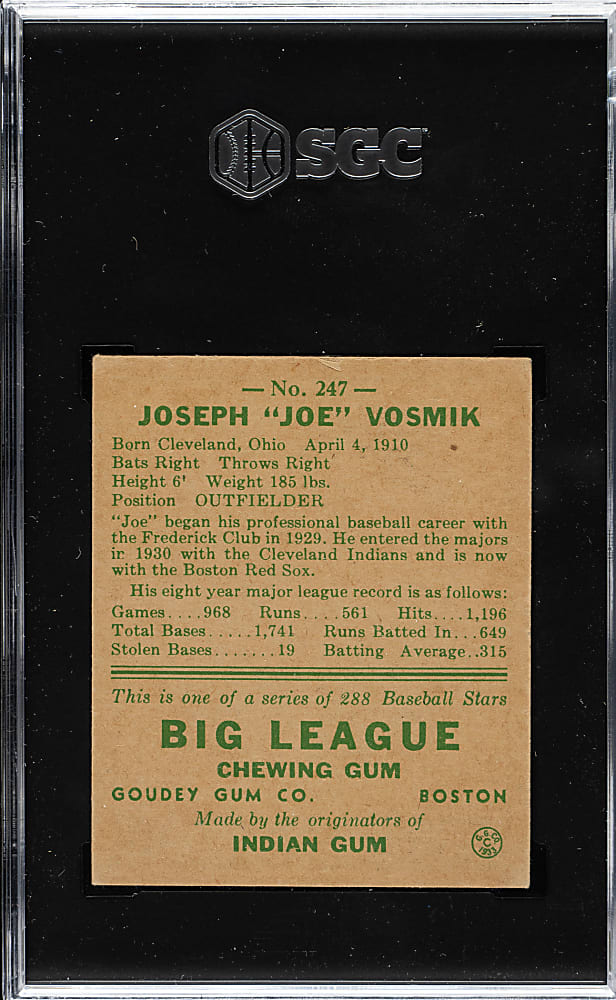 SGC
— No. 247 —
JOSEPH "JOE" VOSMIK
Born Cleveland, Ohio April 4, 1910
Bats Right Throws Right
Height 6' Weight 185 lbs.
Position OUTFIELDER
"Joe" began his professional baseball career with
the Frederick Club in 1929. He entered the majors
in 1930 with the Cleveland Indians and is now
with the Boston Red Sox.
His eight year major league record is as follows:
Games....968 Runs....561 Hits....1,196
Total Bases.....1,741 Runs Batted In...649
Stolen Bases.......19 Batting Average..315
This is one of a series of 288 Baseball Stars
BIG LEAGUE
CHEWING GUM
GOUDEY GUM CO. BOSTON
Made by the originators of
INDIAN GUM
G.G.CO.
C
1933